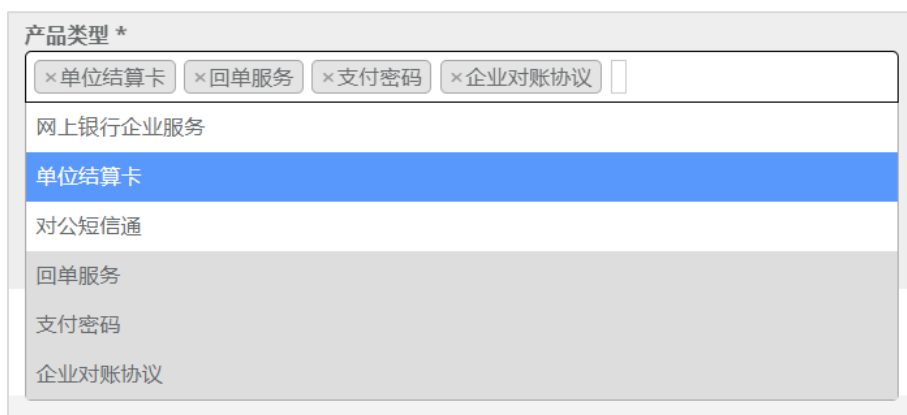 产品类型 *
×单位结算卡 ×回单服务 ×支付密码 ×企业对账协议
网上银行企业服务
单位结算卡
对公短信通
回单服务
支付密码
企业对账协议